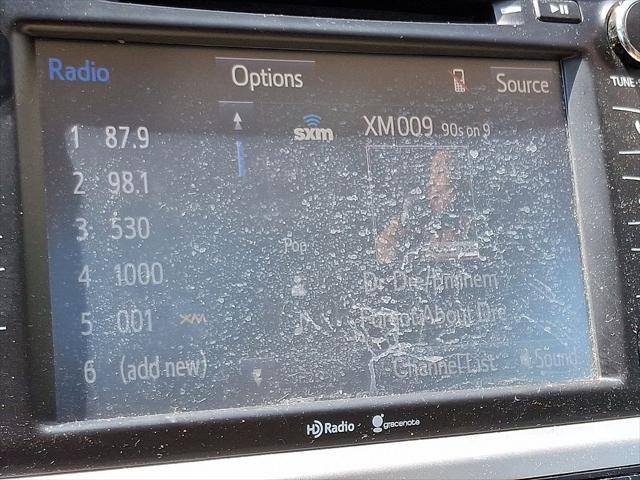 Radio
Options
Source
TUNE
1 87.9
2 98.1
3 530
4 1000
5 001 XM
6 (add new)
sxm
XM009 90s on 9
Pop
Dr. Dre/Eminem
Forgot About Dre
Channel List
Sound
HD Radio
gracenote